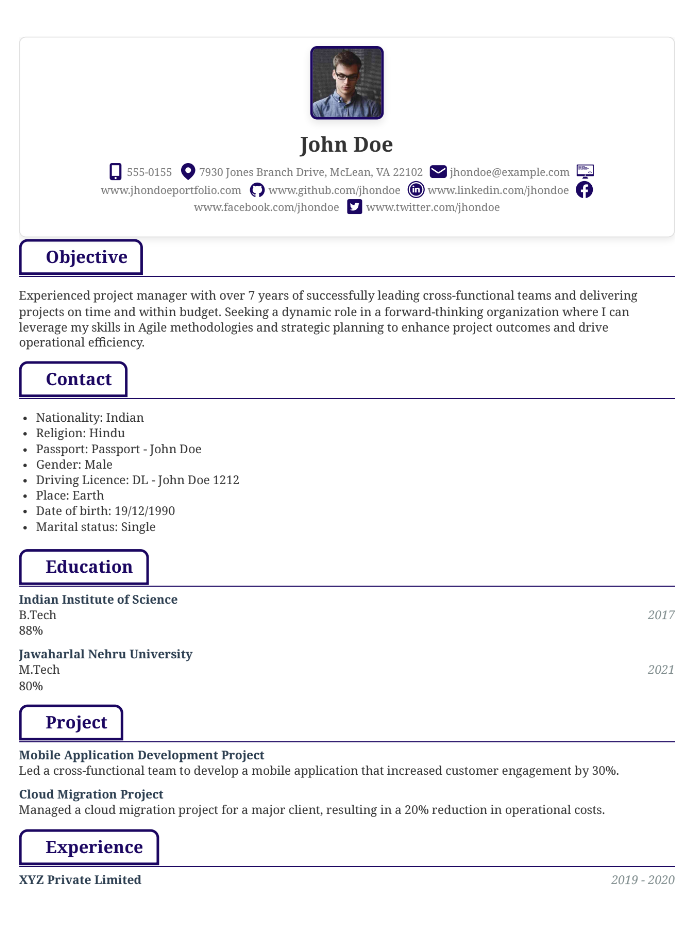 John Doe
555-0155 7930 Jones Branch Drive, McLean, VA 22102 jhondoe@example.com
www.jhondoeportfolio.com www.github.com/jhondoe www.linkedin.com/jhondoe
www.facebook.com/jhondoe www.twitter.com/jhondoe
Objective
Experienced project manager with over 7 years of successfully leading cross-functional teams and delivering
projects on time and within budget. Seeking a dynamic role in a forward-thinking organization where I can
leverage my skills in Agile methodologies and strategic planning to enhance project outcomes and drive
operational efficiency.
Contact
• Nationality: Indian
• Religion: Hindu
• Passport: Passport - John Doe
• Gender: Male
• Driving Licence: DL - John Doe 1212
• Place: Earth
• Date of birth: 19/12/1990
• Marital status: Single
Education
Indian Institute of Science
B.Tech 2017
88%
Jawaharlal Nehru University
M.Tech 2021
80%
Project
Mobile Application Development Project
Led a cross-functional team to develop a mobile application that increased customer engagement by 30%.
Cloud Migration Project
Managed a cloud migration project for a major client, resulting in a 20% reduction in operational costs.
Experience
XYZ Private Limited 2019 - 2020